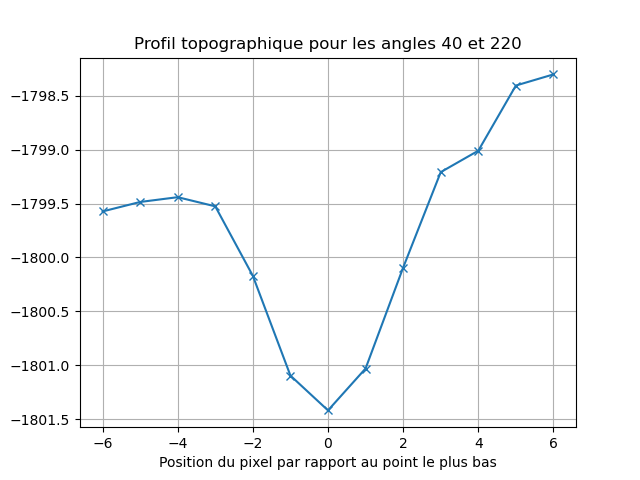 Profil topographique pour les angles 40 et 220
−1798.5
−1799.0
−1799.5
−1800.0
−1800.5
−1801.0
−1801.5
−6 −4 −2 0 2 4 6
Position du pixel par rapport au point le plus bas